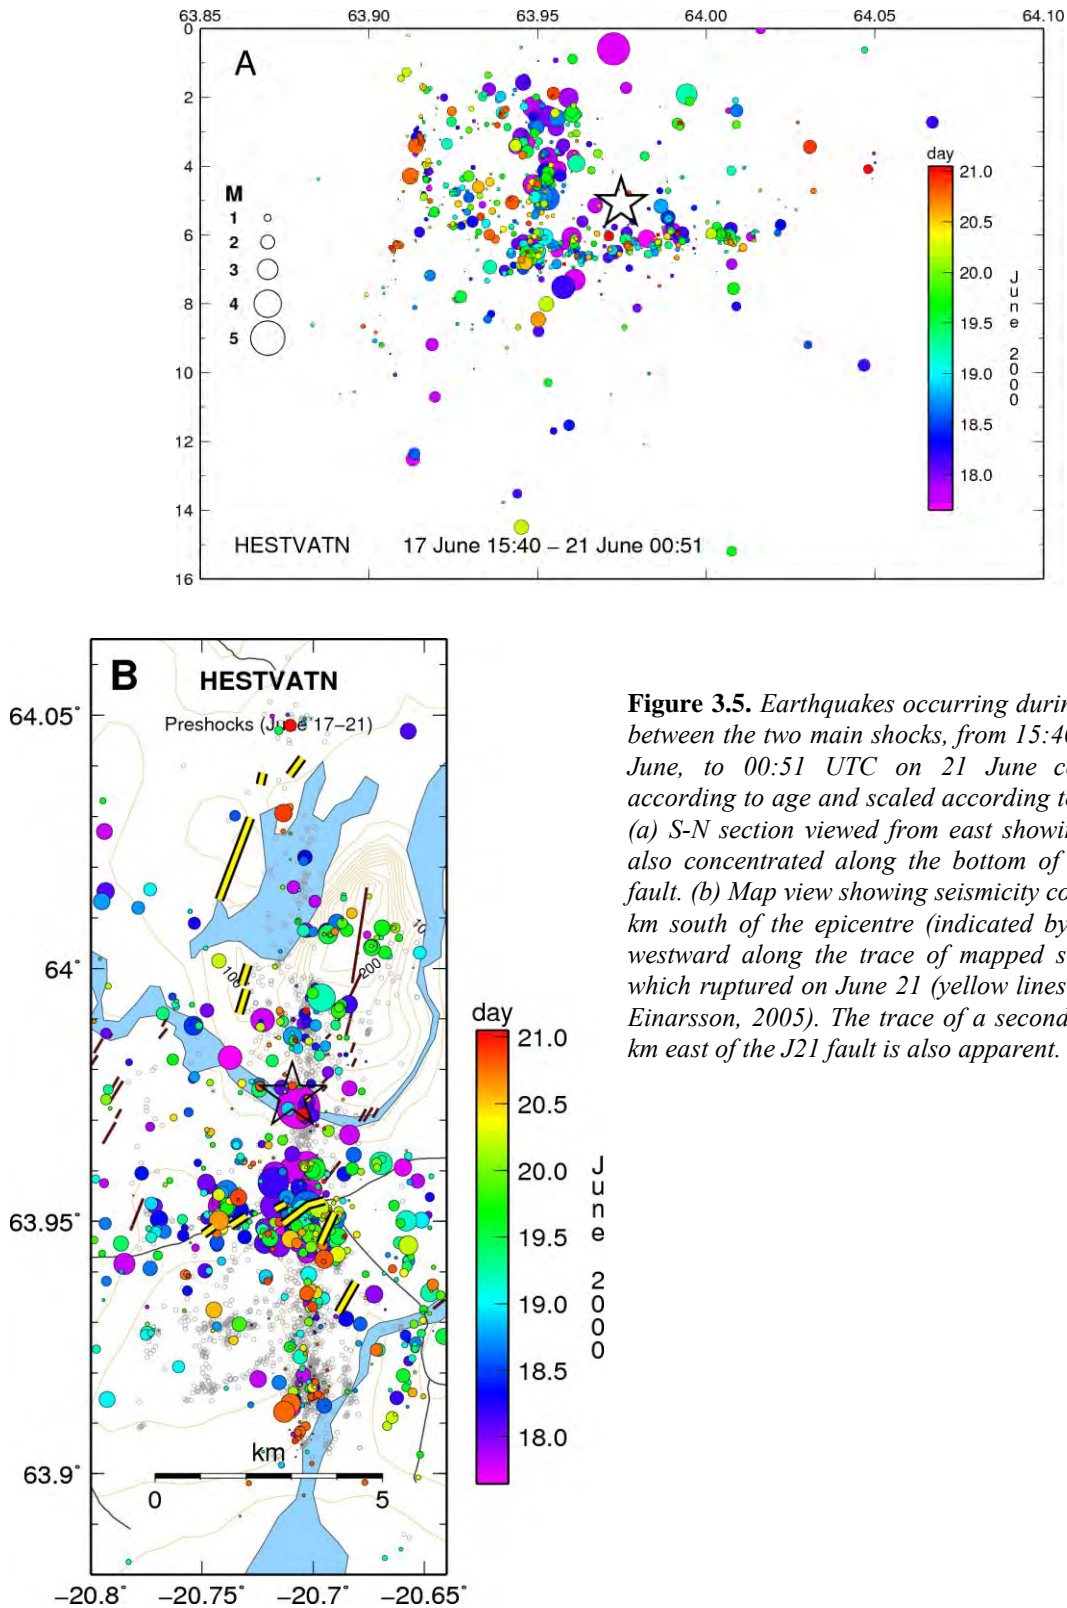 63.85 63.90 63.95 64.00 64.05 64.10
0
A
2
4
6
8
10
12
14
16
M
1
2
3
4
5
day
21.0
20.5
20.0
19.5
19.0
18.5
18.0
June 2000
HESTVATN 17 June 15:40 – 21 June 00:51
B
HESTVATN
Preshocks (June 17–21)
64.05˚
64˚
63.95˚
63.9˚
100
200
10
km
0 5
−20.8˚ −20.75˚ −20.7˚ −20.65˚
day
21.0
20.5
20.0
19.5
19.0
18.5
18.0
June 2000
Figure 3.5. Earthquakes occurring durin
between the two main shocks, from 15:40
June, to 00:51 UTC on 21 June co
according to age and scaled according to
(a) S-N section viewed from east showin
also concentrated along the bottom of
fault. (b) Map view showing seismicity co
km south of the epicentre (indicated by
westward along the trace of mapped s
which ruptured on June 21 (yellow lines
Einarsson, 2005). The trace of a second
km east of the J21 fault is also apparent.